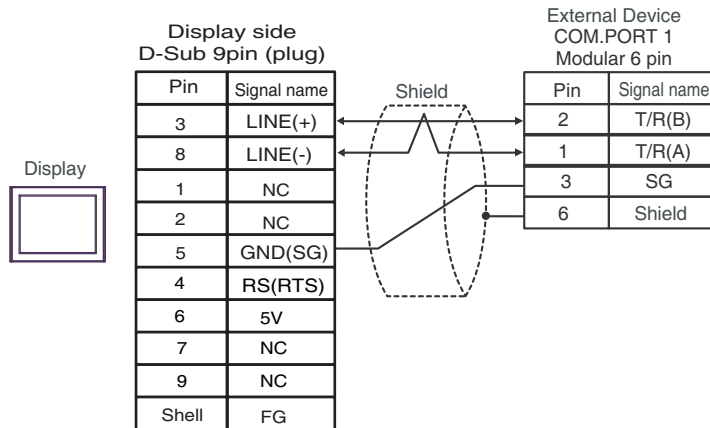 Display side
D-Sub 9pin (plug)
Pin Signal name
3 LINE(+)
8 LINE(-)
1 NC
2 NC
5 GND(SG)
4 RS(RTS)
6 5V
7 NC
9 NC
Shell FG
Display
Shield
External Device
COM.PORT 1
Modular 6 pin
Pin Signal name
2 T/R(B)
1 T/R(A)
3 SG
6 Shield